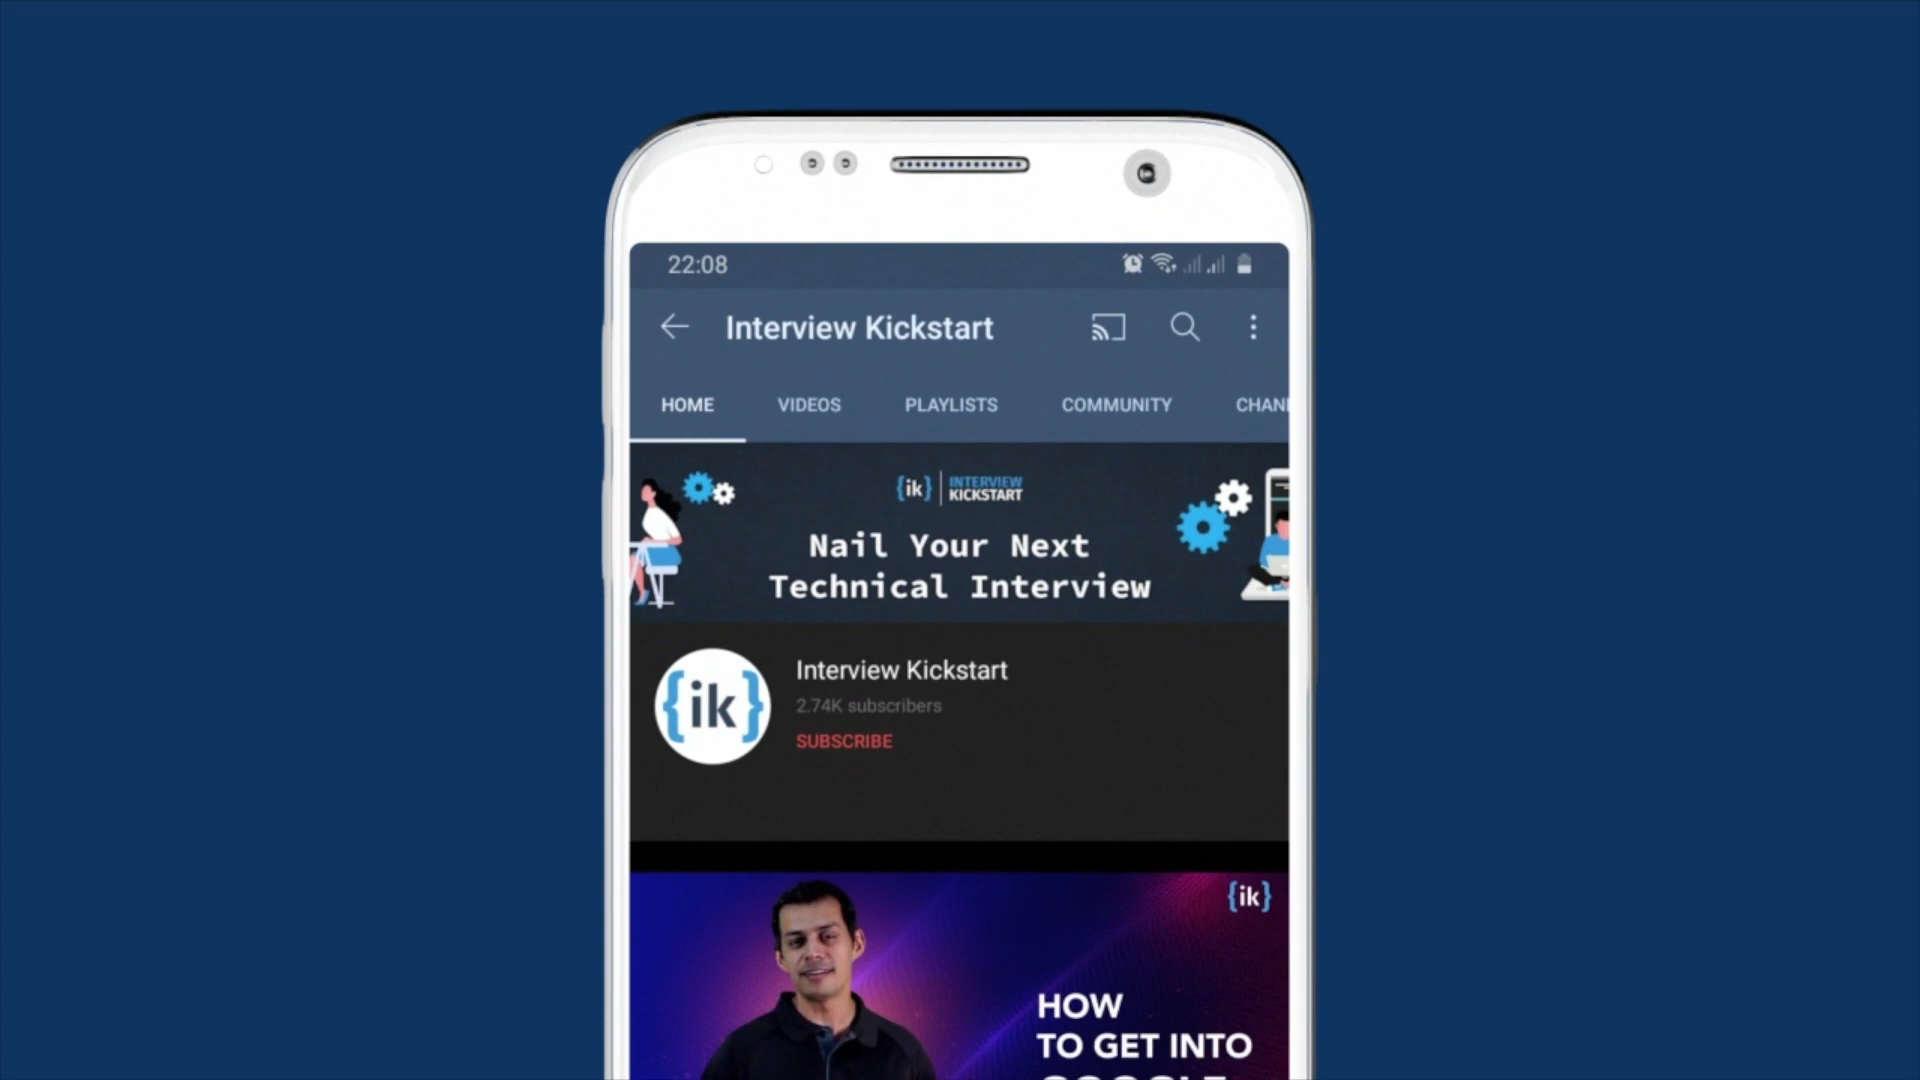 22:08
Interview Kickstart
HOME VIDEOS PLAYLISTS COMMUNITY CHAN
{ik} INTERVIEW
KICKSTART
Nail Your Next
Technical Interview
{ik}
Interview Kickstart
2.74K subscribers
SUBSCRIBE
{ik}
HOW
TO GET INTO